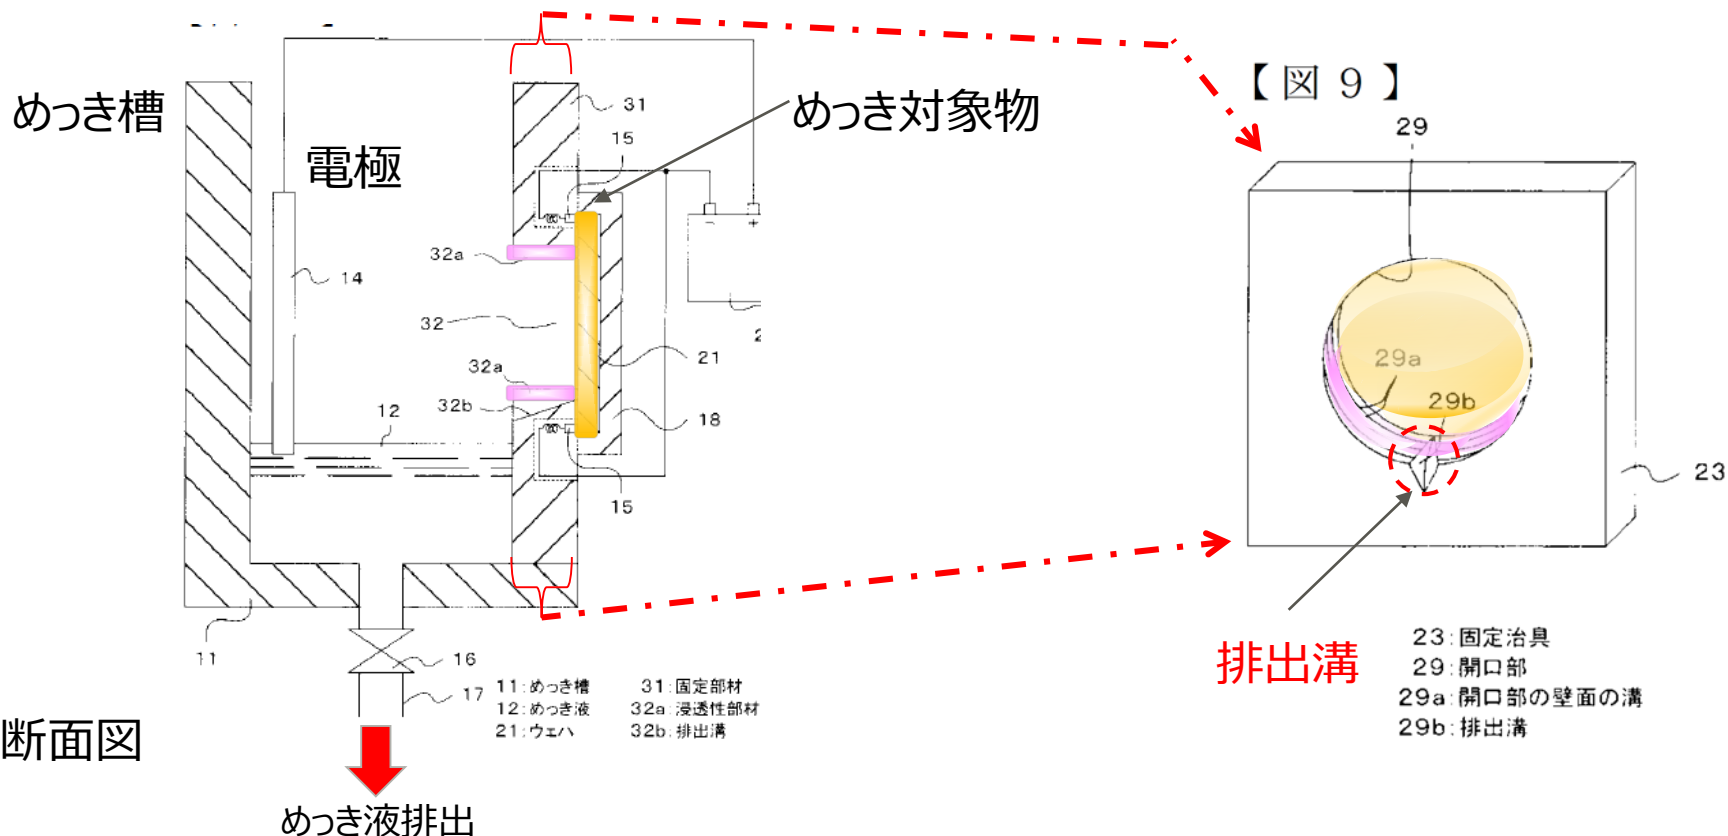 めっき槽
電極
めっき対象物
31
15
32a
14
32
21
32a
32b
12
18
15
11
16
17
11:めっき槽
12:めっき液
21:ウェハ
31:固定部材
32a:浸透性部材
32b:排出溝
断面図
めっき液排出
【図9】
29
29a
29b
23
排出溝
23:固定治具
29:開口部
29a:開口部の壁面の溝
29b:排出溝